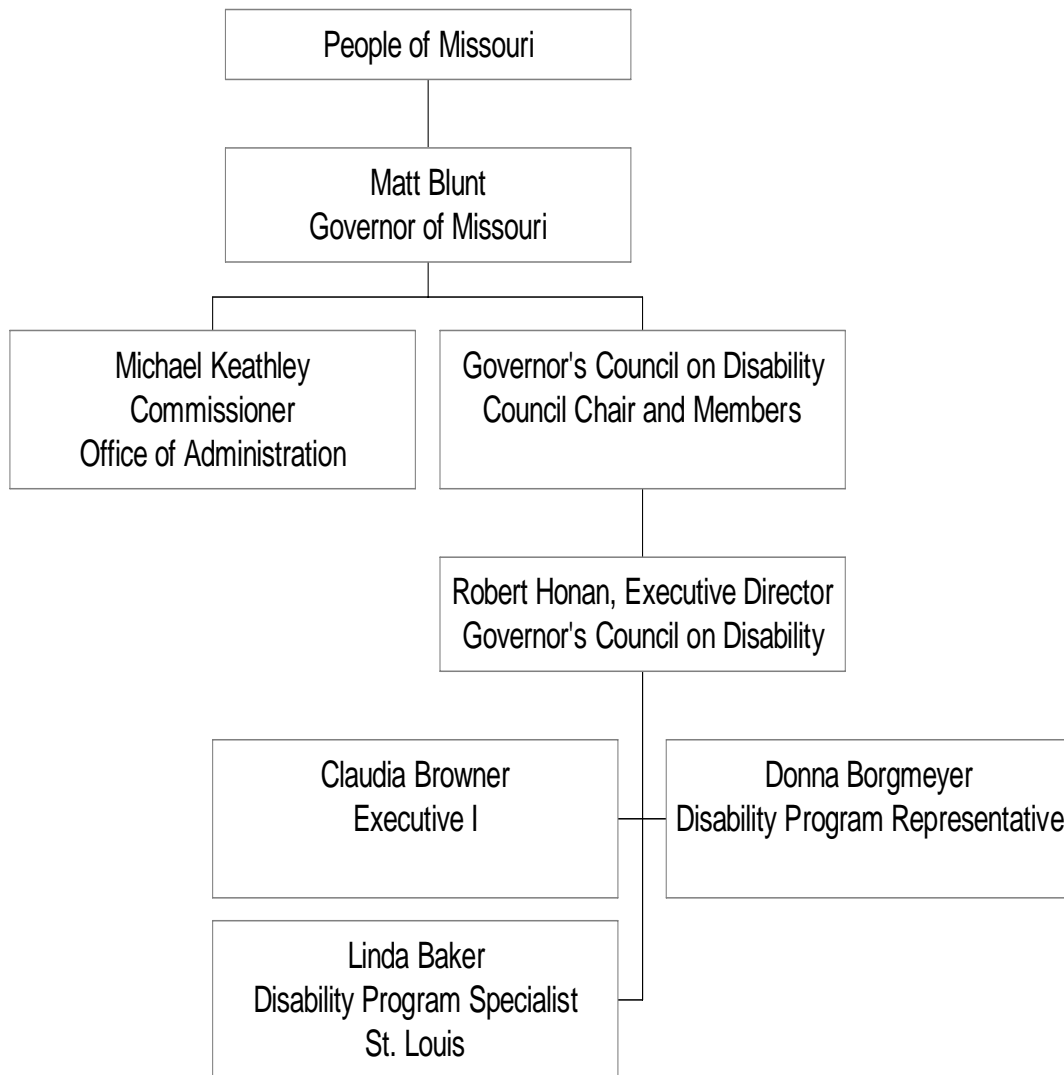 People of Missouri
Matt Blunt
Governor of Missouri
Michael Keathley
Commissioner
Office of Administration
Governor's Council on Disability
Council Chair and Members
Robert Honan, Executive Director
Governor's Council on Disability
Claudia Browner
Executive I
Donna Borgmeyer
Disability Program Representative
Linda Baker
Disability Program Specialist
St. Louis